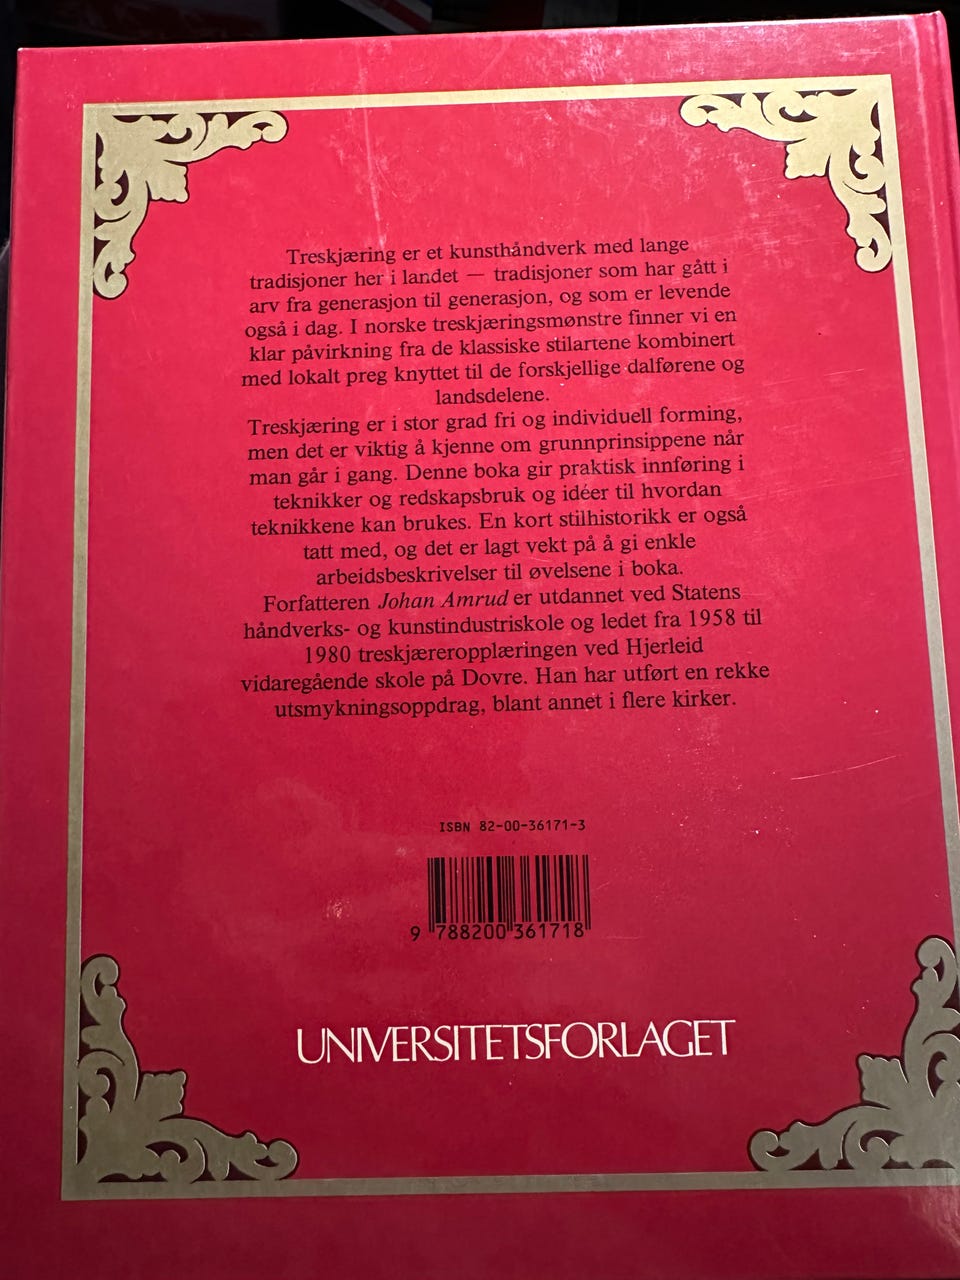 Treskjæring er et kunsthåndverk med lange
tradisjoner her i landet — tradisjoner som har gått i
arv fra generasjon til generasjon, og som er levende
også i dag. I norske treskjæringsmønstre finner vi en
klar påvirkning fra de klassiske stilartene kombinert
med lokalt preg knyttet til de forskjellige dalførene og
landsdelene.
Treskjæring er i stor grad fri og individuell forming,
men det er viktig å kjenne om grunnprinsippene når
man går i gang. Denne boka gir praktisk innføring i
teknikker og redskapsbruk og idéer til hvordan
teknikkene kan brukes. En kort stilhistorikk er også
tatt med, og det er lagt vekt på å gi enkle
arbeidsbeskrivelser til øvelsene i boka.
Forfatteren Johan Amrud er utdannet ved Statens
håndverks- og kunstindustriskole og ledet fra 1958 til
1980 treskjæreropplæringen ved Hjerleid
vidaregående skole på Dovre. Han har utført en rekke
utsmykningsoppdrag, blant annet i flere kirker.
ISBN 82-00-36171-3
9 788200 361718
UNIVERSITETSFORLAGET